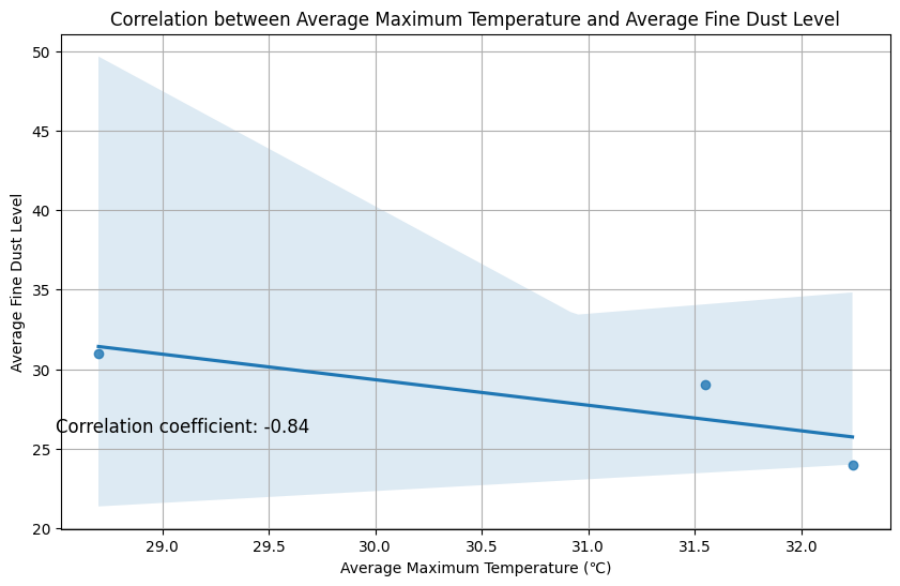 Correlation between Average Maximum Temperature and Average Fine Dust Level
Average Fine Dust Level
50
45
40
35
30
25
20
Correlation coefficient: -0.84
29.0 29.5 30.0 30.5 31.0 31.5 32.0
Average Maximum Temperature (℃)